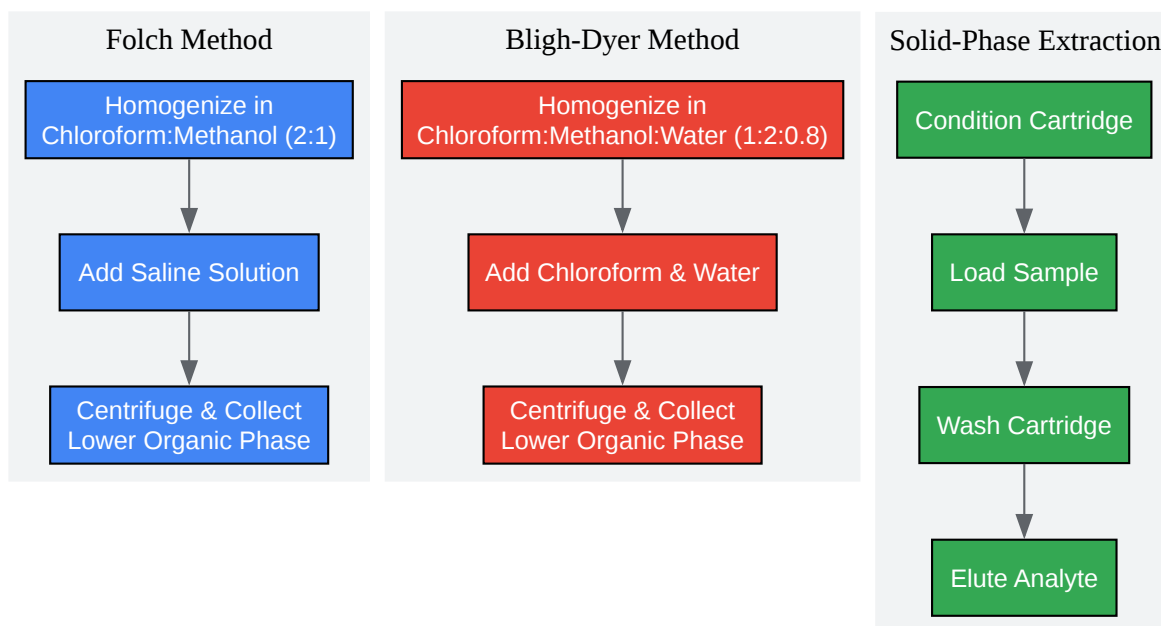 Folch Method
Homogenize in
Chloroform:Methanol (2:1)
Add Saline Solution
Centrifuge & Collect
Lower Organic Phase
Bligh-Dyer Method
Homogenize in
Chloroform:Methanol:Water (1:2:0.8)
Add Chloroform & Water
Centrifuge & Collect
Lower Organic Phase
Solid-Phase Extraction
Condition Cartridge
Load Sample
Wash Cartridge
Elute Analyte